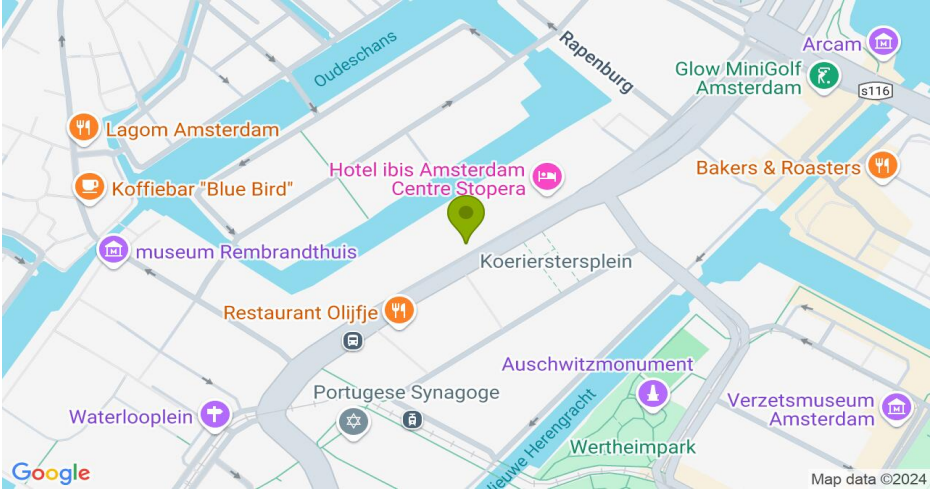 Oudeschans
Rapenburg
Arcam
Glow MiniGolf
Amsterdam
s116
Lagom Amsterdam
Hotel ibis Amsterdam
Centre Stopera
Bakers & Roasters
Koffiebar "Blue Bird"
museum Rembrandthuis
Koerierstersplein
Restaurant Olijfje
Auschwitzmonument
Portugese Synagoge
Verzetsmuseum
Amsterdam
Waterlooplein
Nieuwe Herengracht
Wertheimpark
Google
Map data ©2024